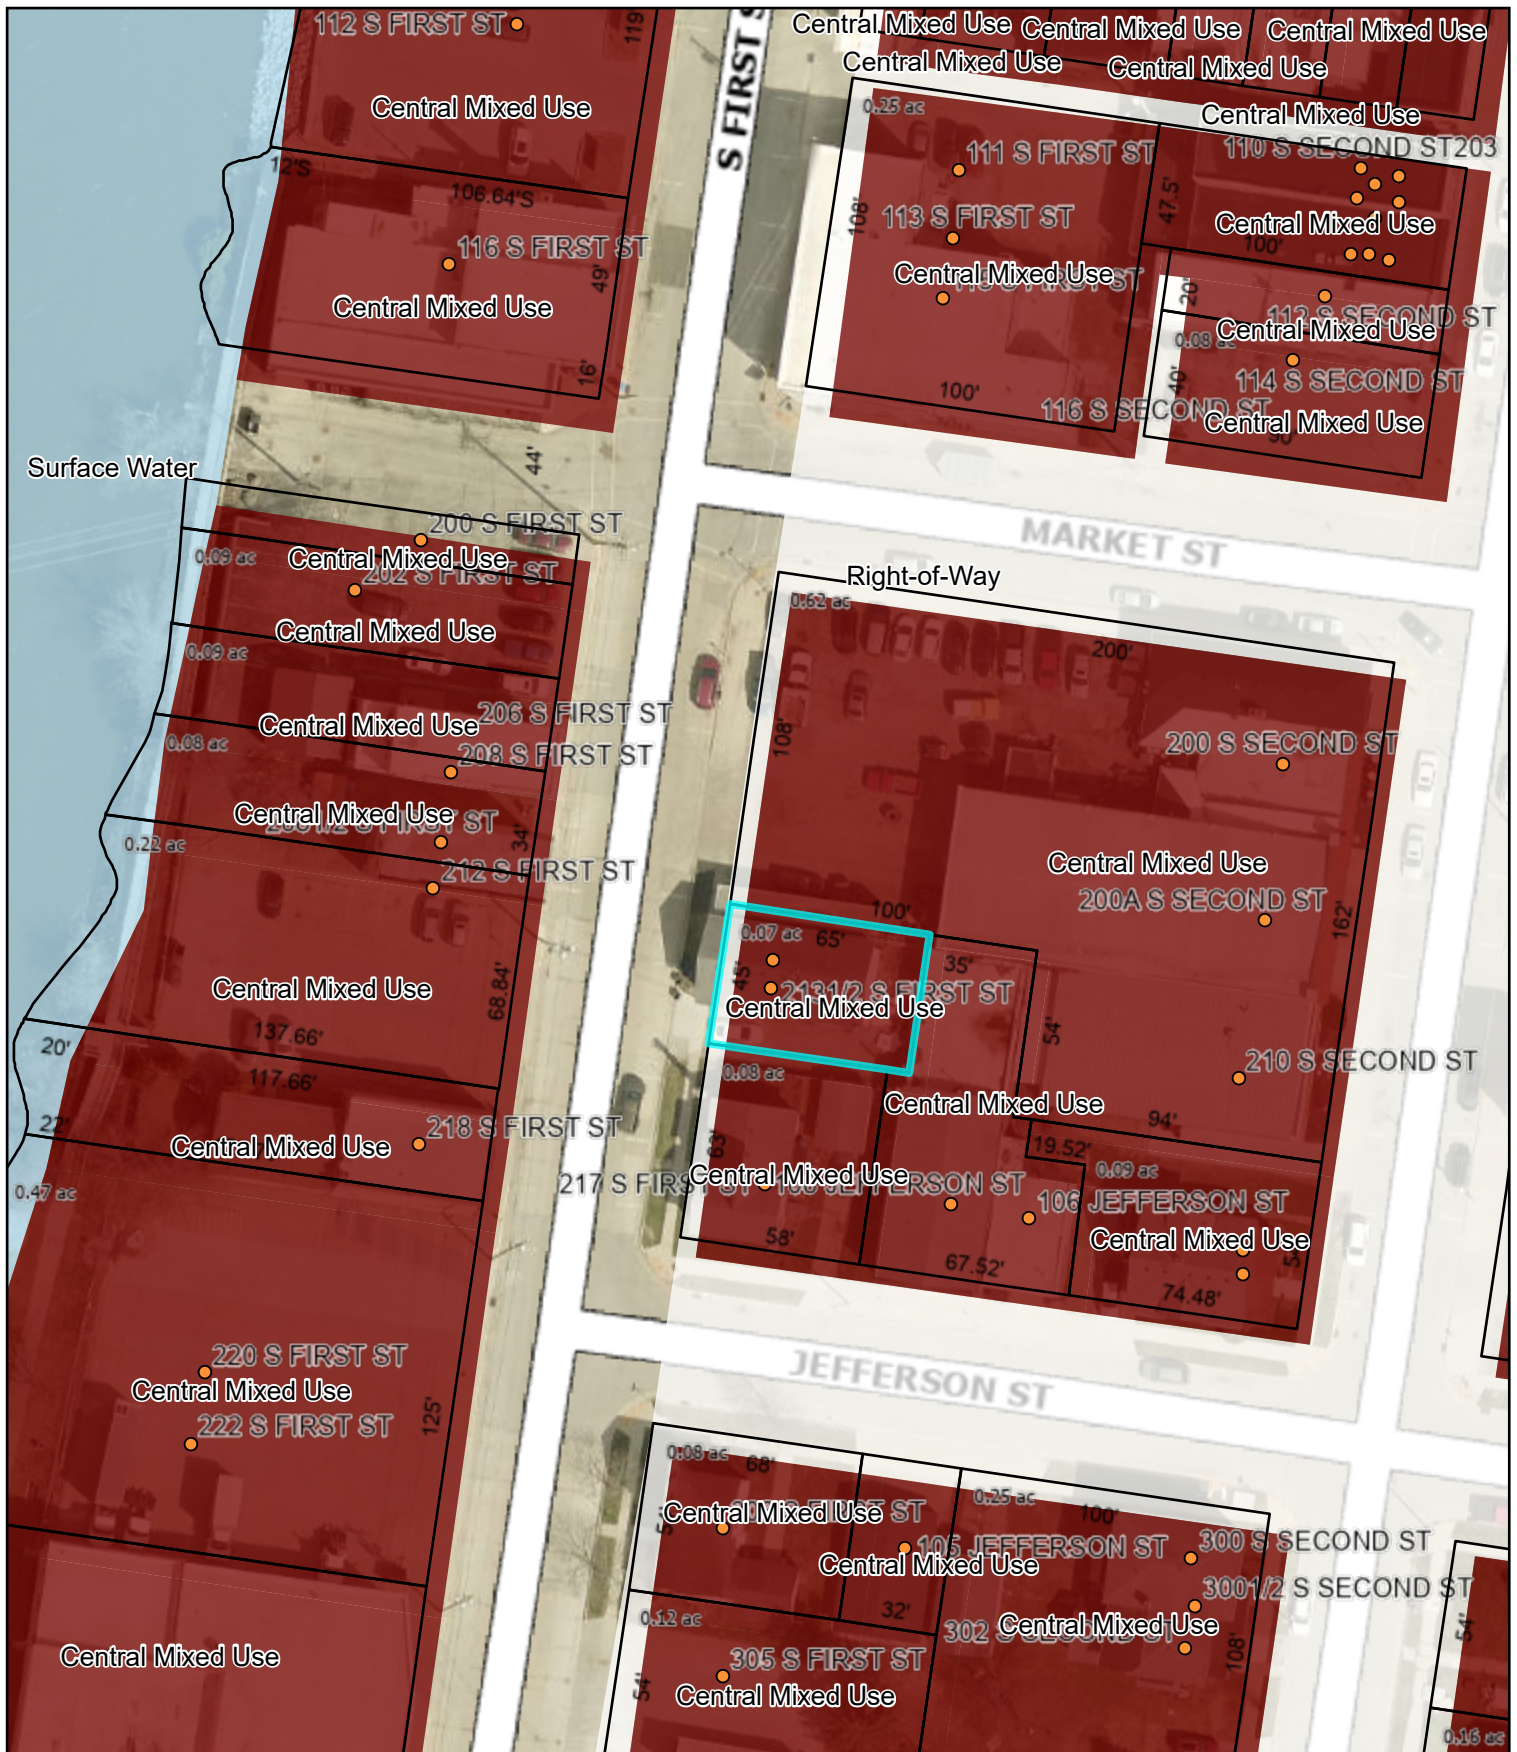 112 S FIRST ST
119'
S FIRST S
Central Mixed Use
Central Mixed Use
Central Mixed Use
Central Mixed Use
Central Mixed Use
Central Mixed Use
0.25 ac
Central Mixed Use
111 S FIRST ST
110 S SECOND ST203
12'S
106.64'S
108'
47.5'
113 S FIRST ST
Central Mixed Use
100'
116 S FIRST ST
49'
Central Mixed Use
20'
Central Mixed Use
112 S SECOND ST
Central Mixed Use
0.08 ac
16'
100'
40'
114 S SECOND ST
116 S SECOND ST
Central Mixed Use
90'
44'
Surface Water
200 S FIRST ST
MARKET ST
0.09 ac
Central Mixed Use
202 S FIRST ST
Right-of-Way
0.62 ac
Central Mixed Use
0.09 ac
200'
206 S FIRST ST
Central Mixed Use
0.08 ac
208 S FIRST ST
108'
200 S SECOND ST
Central Mixed Use
34'
0.22 ac
212 S FIRST ST
Central Mixed Use
200A S SECOND ST
162'
100'
0.07 ac
65'
45'
35'
2131/2 S FIRST ST
Central Mixed Use
Central Mixed Use
68.84'
137.66'
20'
54'
210 S SECOND ST
0.08 ac
117.66'
22'
Central Mixed Use
94'
218 S FIRST ST
Central Mixed Use
63'
19.52'
0.09 ac
Central Mixed Use
217 S FIRST ST
JEFFERSON ST
106 JEFFERSON ST
0.47 ac
58'
67.52'
Central Mixed Use
74.48'
220 S FIRST ST
Central Mixed Use
222 S FIRST ST
125'
JEFFERSON ST
0.08 ac
68'
0.25 ac
100'
Central Mixed Use
105 JEFFERSON ST
Central Mixed Use
300 S SECOND ST
3001/2 S SECOND ST
0.12 ac
32'
302 S SECOND ST
Central Mixed Use
108'
54'
Central Mixed Use
305 S FIRST ST
54'
Central Mixed Use
0.16 ac